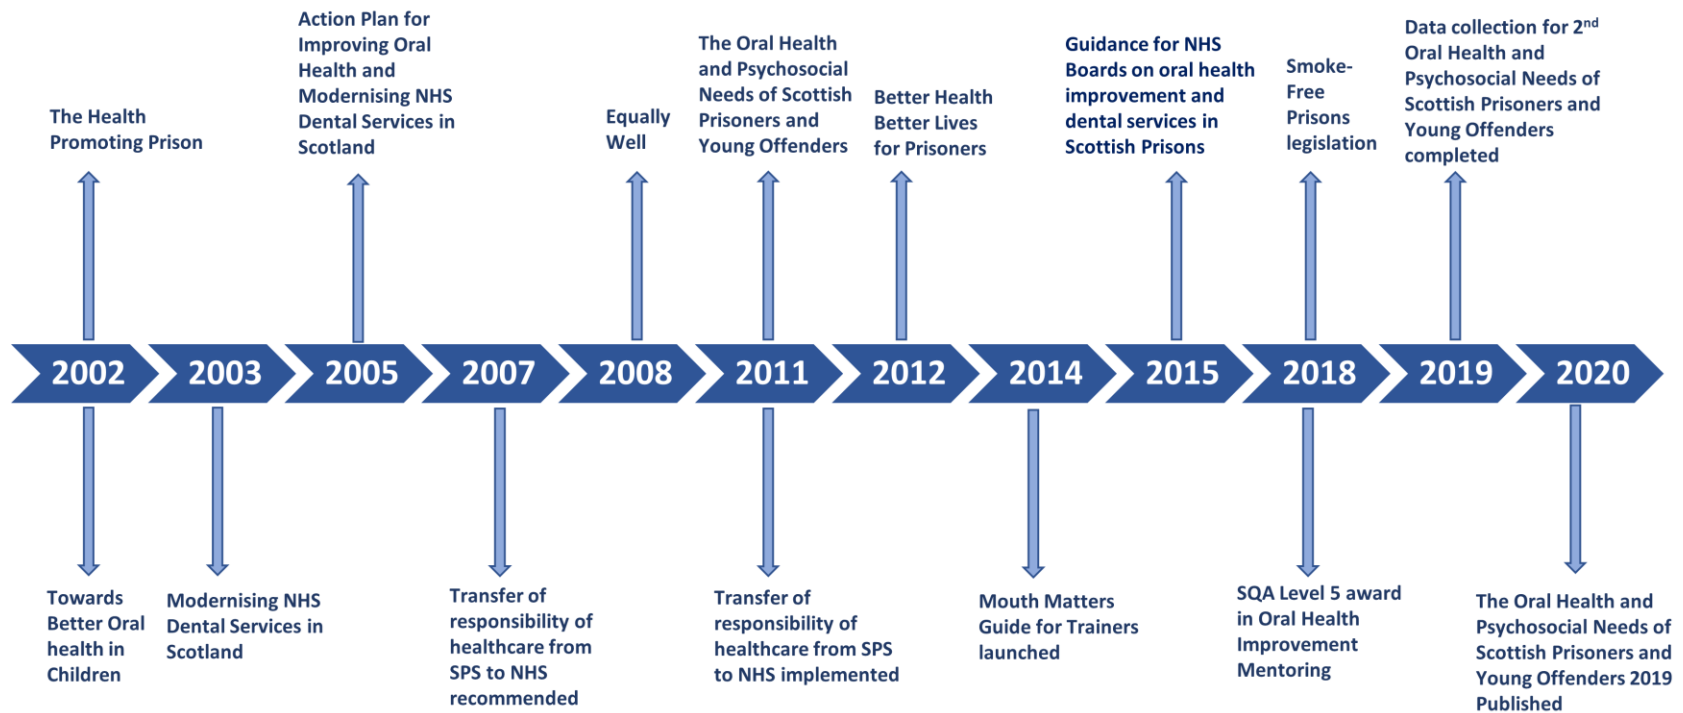 The Health
Promoting Prison
Action Plan for
Improving Oral
Health and
Modernising NHS
Dental Services in
Scotland
Equally
Well
The Oral Health
and Psychosocial
Needs of Scottish
Prisoners and
Young Offenders
Better Health
Better Lives
for Prisoners
Guidance for NHS
Boards on oral health
improvement and
dental services in
Scottish Prisons
Smoke-
Free
Prisons
legislation
Data collection for 2nd
Oral Health and
Psychosocial Needs of
Scottish Prisoners and
Young Offenders
completed
2002
2003
2005
2007
2008
2011
2012
2014
2015
2018
2019
2020
Towards
Better Oral
health in
Children
Modernising NHS
Dental Services in
Scotland
Transfer of
responsibility of
healthcare from
SPS to NHS
recommended
Transfer of
responsibility of
healthcare from SPS
to NHS implemented
Mouth Matters
Guide for Trainers
launched
SQA Level 5 award
in Oral Health
Improvement
Mentoring
The Oral Health and
Psychosocial Needs of
Scottish Prisoners and
Young Offenders 2019
Published